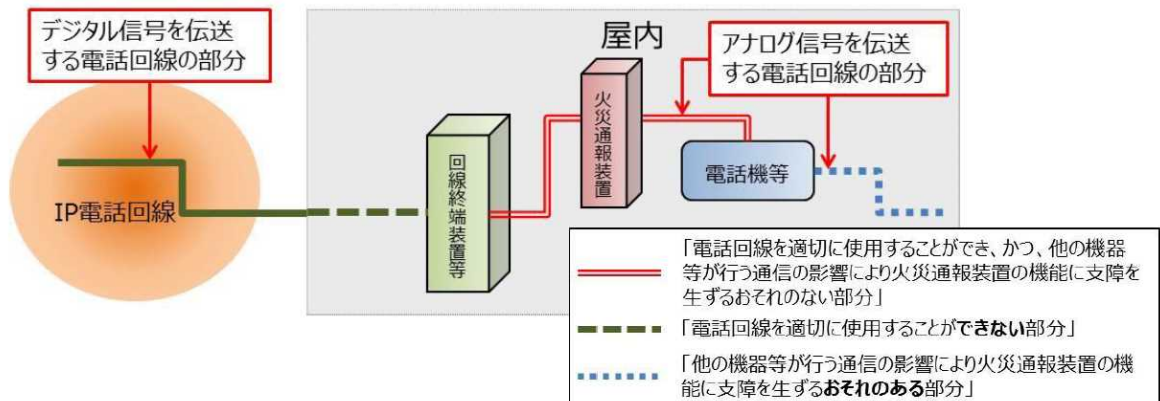 デジタル信号を伝送
する電話回線の部分
屋内
アナログ信号を伝送
する電話回線の部分
火災通報装置
回線終端装置等
電話機等
IP電話回線
「電話回線を適切に使用することができ、かつ、他の機器
等が行う通信の影響により火災通報装置の機能に支障を
生ずるおそれのない部分」
「電話回線を適切に使用することができない部分」
「他の機器等が行う通信の影響により火災通報装置の機
能に支障を生ずるおそれのある部分」